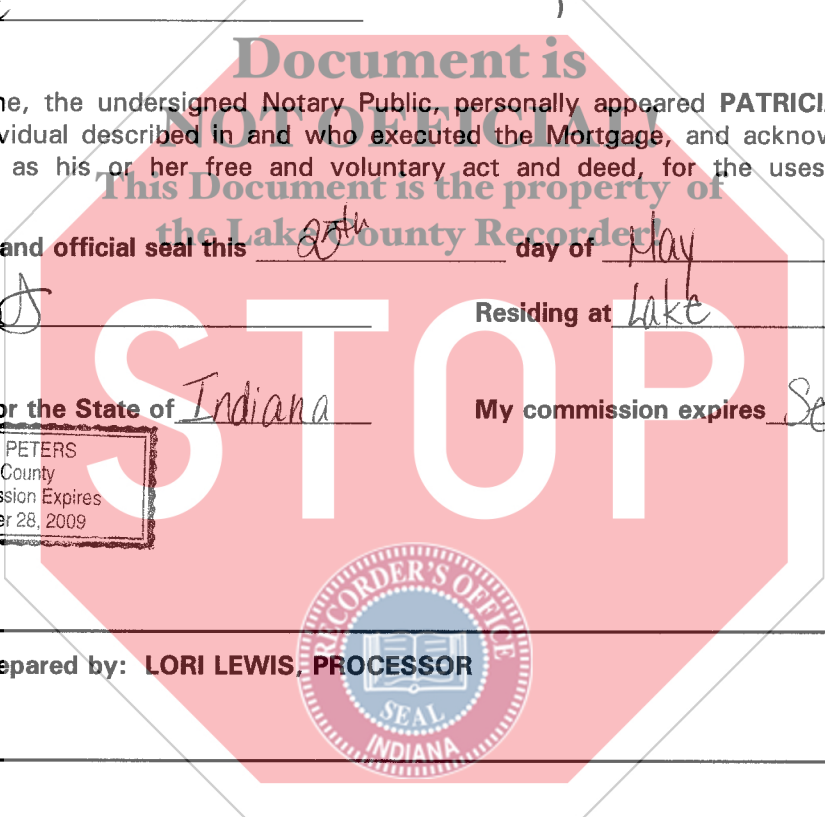 Document is
ne, the undersigned Notary Public, personally appeared PATRICIA
NOT OFFICIAL!
vidual described in and who executed the Mortgage, and acknow
as his or her free and voluntary act and deed, for the uses
This Document is the property of
the Lake County Recorder!
and official seal this 25th day of May
Residing at Lake
or the State of Indiana My commission expires Se
STOP
PETERS
County
ssion Expires
er 28, 2009
RECORDER'S OFFICE
epared by: LORI LEWIS, PROCESSOR
SEAL
INDIANA